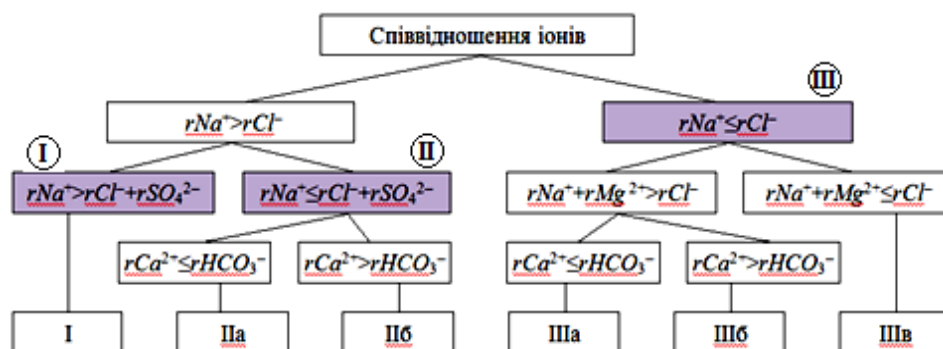 Співвідношення іонів
III
rNa⁺>rCl⁻
rNa⁺≤rCl⁻
I
II
rNa⁺>rCl⁻+rSO₄²⁻
rNa⁺≤rCl⁻+rSO₄²⁻
rNa⁺+rMg²⁺>rCl⁻
rNa⁺+rMg²⁺≤rCl⁻
rCa²⁺≤rHCO₃⁻
rCa²⁺>rHCO₃⁻
rCa²⁺≤rHCO₃⁻
rCa²⁺>rHCO₃⁻
I
IIа
IIб
IIIа
IIIб
IIIв